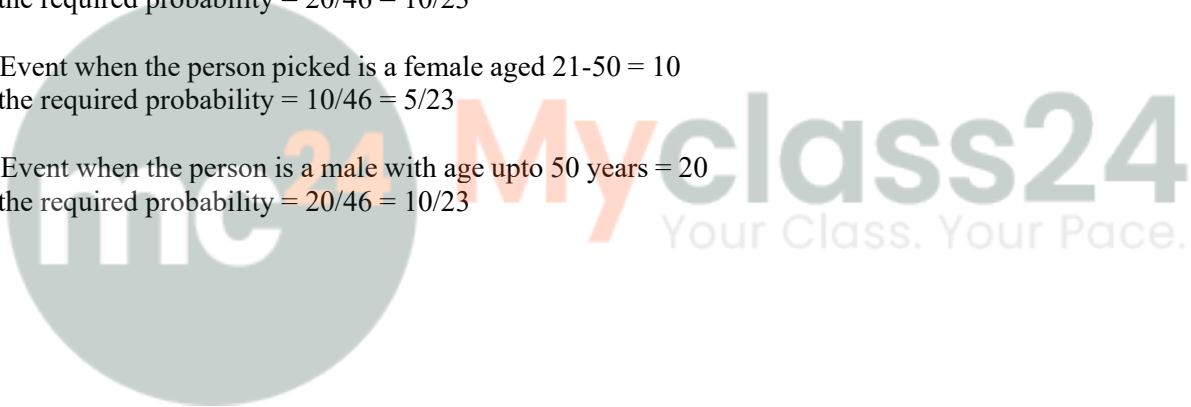 the required probability = 20/46 = 10/23
Event when the person picked is a female aged 21-50 = 10
the required probability = 10/46 = 5/23
Event when the person is a male with age upto 50 years = 20
the required probability = 20/46 = 10/23
mc24 Myclass24
Your Class. Your Pace.